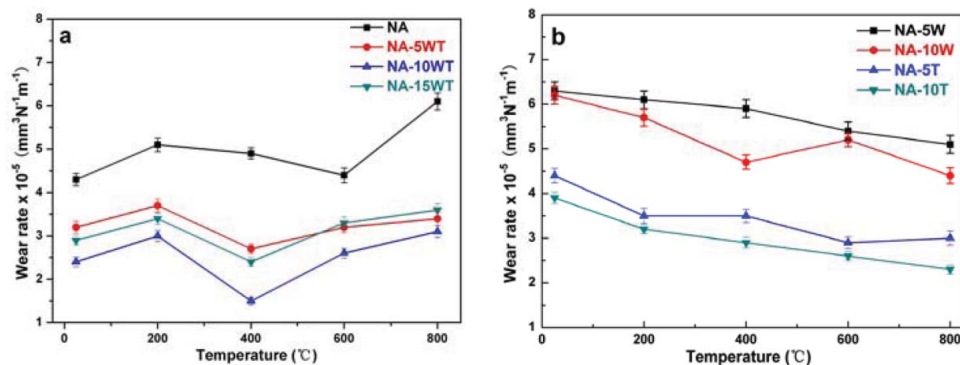 a
NA
NA-5WT
NA-10WT
NA-15WT
8
7
6
5
4
3
2
1
Wear rate x 10⁻⁵ (mm³N⁻¹m⁻¹)
0
200
400
600
800
Temperature (℃)
b
NA-5W
NA-10W
NA-5T
NA-10T
8
7
6
5
4
3
2
1
Wear rate x 10⁻⁵ (mm³N⁻¹m⁻¹)
0
200
400
600
800
Temperature (℃)